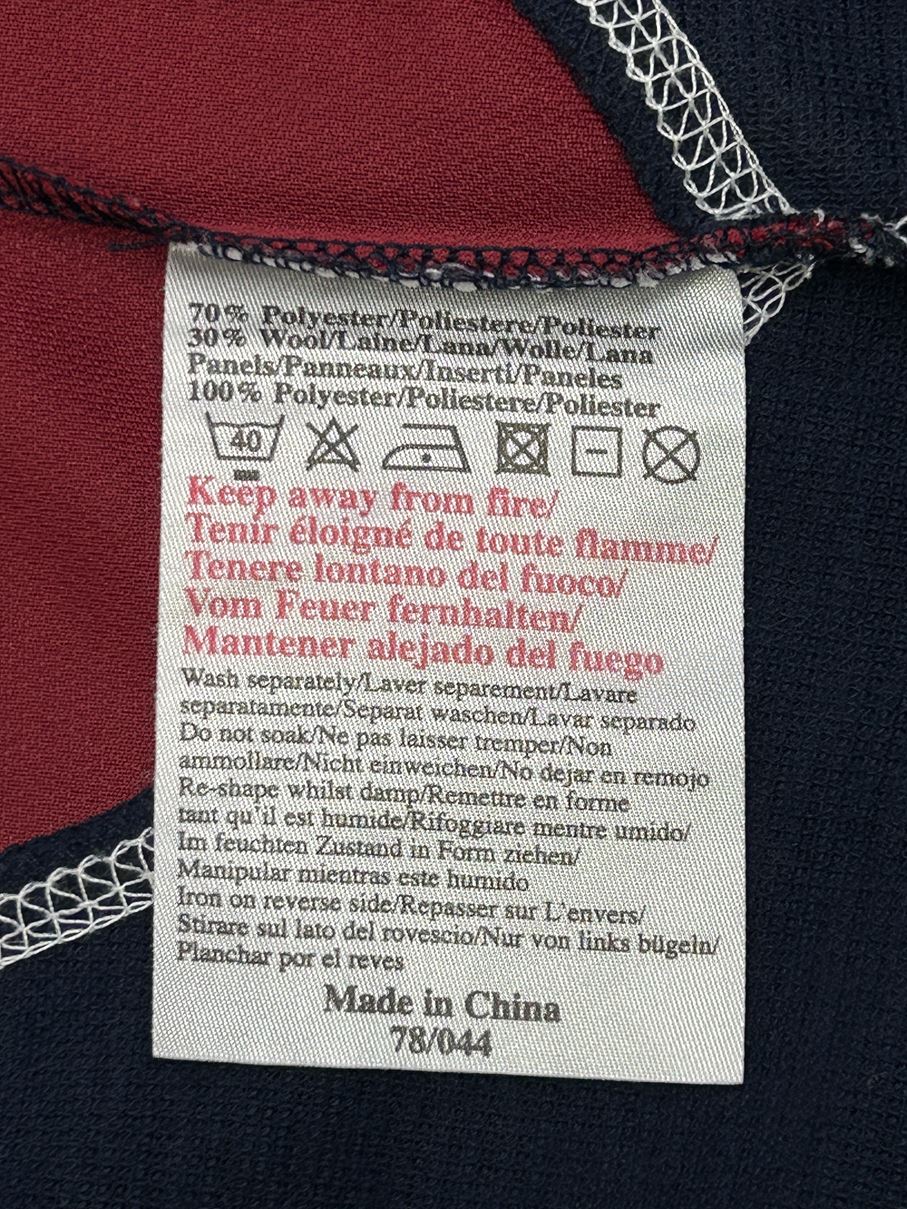 70% Polyester/Poliestere/Poliester
30% Wool/Laine/Lana/Wolle/Lana
Panels/Panneaux/Inserti/Paneles
100% Polyester/Poliestere/Poliester
40
Keep away from fire/
Tenir éloigné de toute flamme/
Tenere lontano del fuoco/
Vom Feuer fernhalten/
Mantener alejado del fuego
Wash separately/Laver separement/Lavare
separatamente/Separat waschen/Lavar separado
Do not soak/Ne pas laisser tremper/Non
ammollare/Nicht einweichen/No dejar en remojo
Re-shape whilst damp/Remettre en forme
tant qu'il est humide/Rifoggiare mentre umido/
Im feuchten Zustand in Form ziehen/
Manipular mientras este humido
Iron on reverse side/Repasser sur L'envers/
Stirare sul lato del rovescio/Nur von links bügeln/
Planchar por el reves
Made in China
78/044